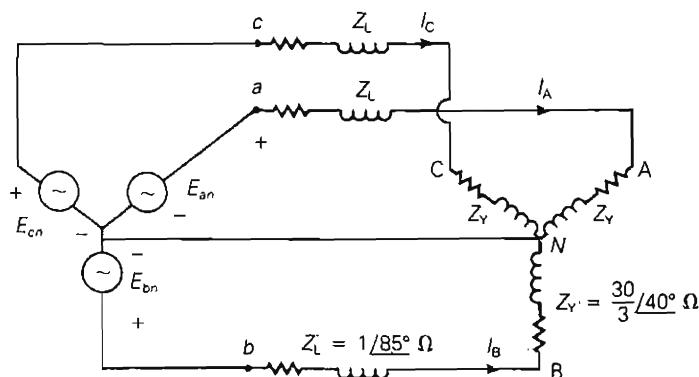 c
Z_L
I_C
a
Z_L
I_A
+
C
A
+
E_cn
−
E_an
−
Z_Y
Z_Y
N
−
E_bn
+
Z_Y = 30/3 /40° Ω
b
Z_L = 1/85° Ω
I_B
B